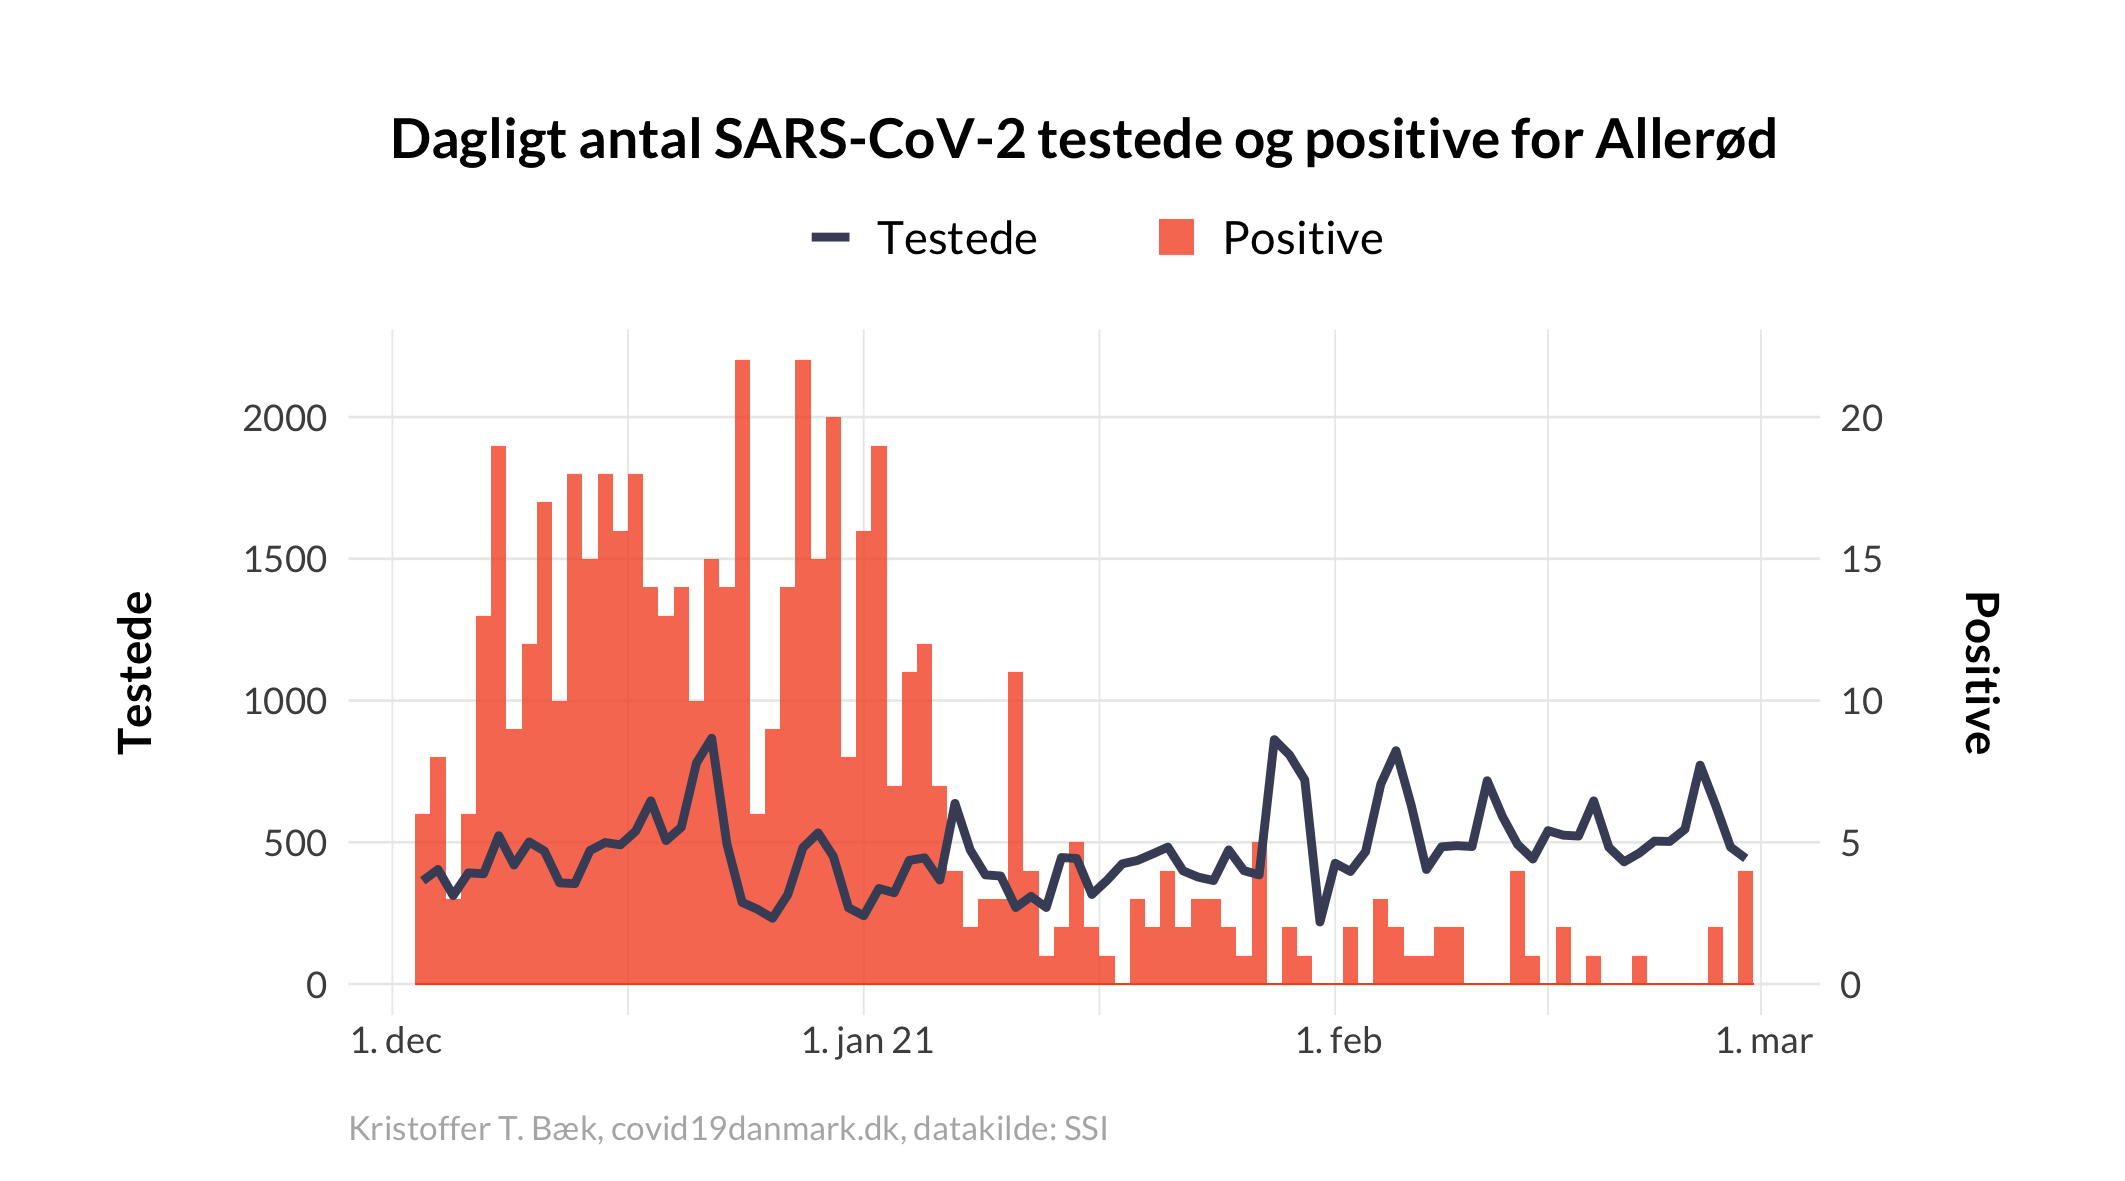 Dagligt antal SARS-CoV-2 testede og positive for Allerød
Testede Positive
2000 20
1500 15
1000 10
500 5
0 0
Testede
Positive
1. dec 1. jan 21 1. feb 1. mar
Kristoffer T. Bæk, covid19danmark.dk, datakilde: SSI